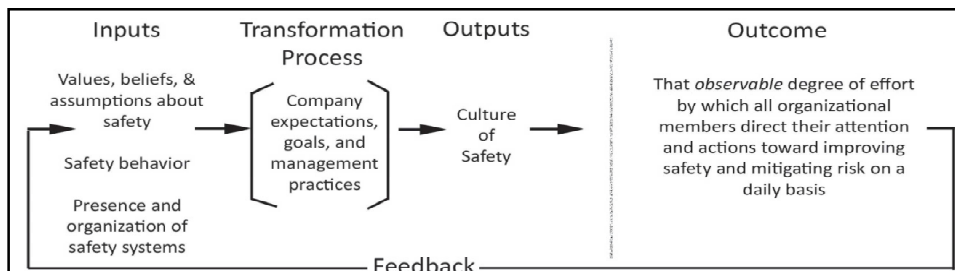 Inputs
Values, beliefs, &
assumptions about
safety
Safety behavior
Presence and
organization of
safety systems
Transformation
Process
Company
expectations,
goals, and
management
practices
Outputs
Culture
of
Safety
Outcome
That observable degree of effort
by which all organizational
members direct their attention
and actions toward improving
safety and mitigating risk on a
daily basis
Feedback